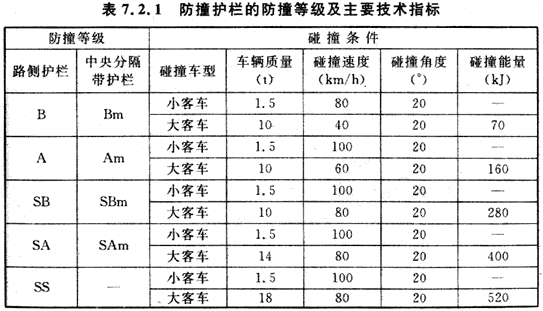 表 7.2.1 防撞护栏的防撞等级及主要技术指标
防撞等级 碰撞条件
路侧护栏 中央分隔带护栏 碰撞车型 车辆质量(t) 碰撞速度(km/h) 碰撞角度(°) 碰撞能量(kJ)
B Bm 小客车 1.5 80 20 —
大客车 10 40 20 70
A Am 小客车 1.5 100 20 —
大客车 10 60 20 160
SB SBm 小客车 1.5 100 20 —
大客车 10 80 20 280
SA SAm 小客车 1.5 100 20 —
大客车 14 80 20 400
SS — 小客车 1.5 100 20 —
大客车 18 80 20 520